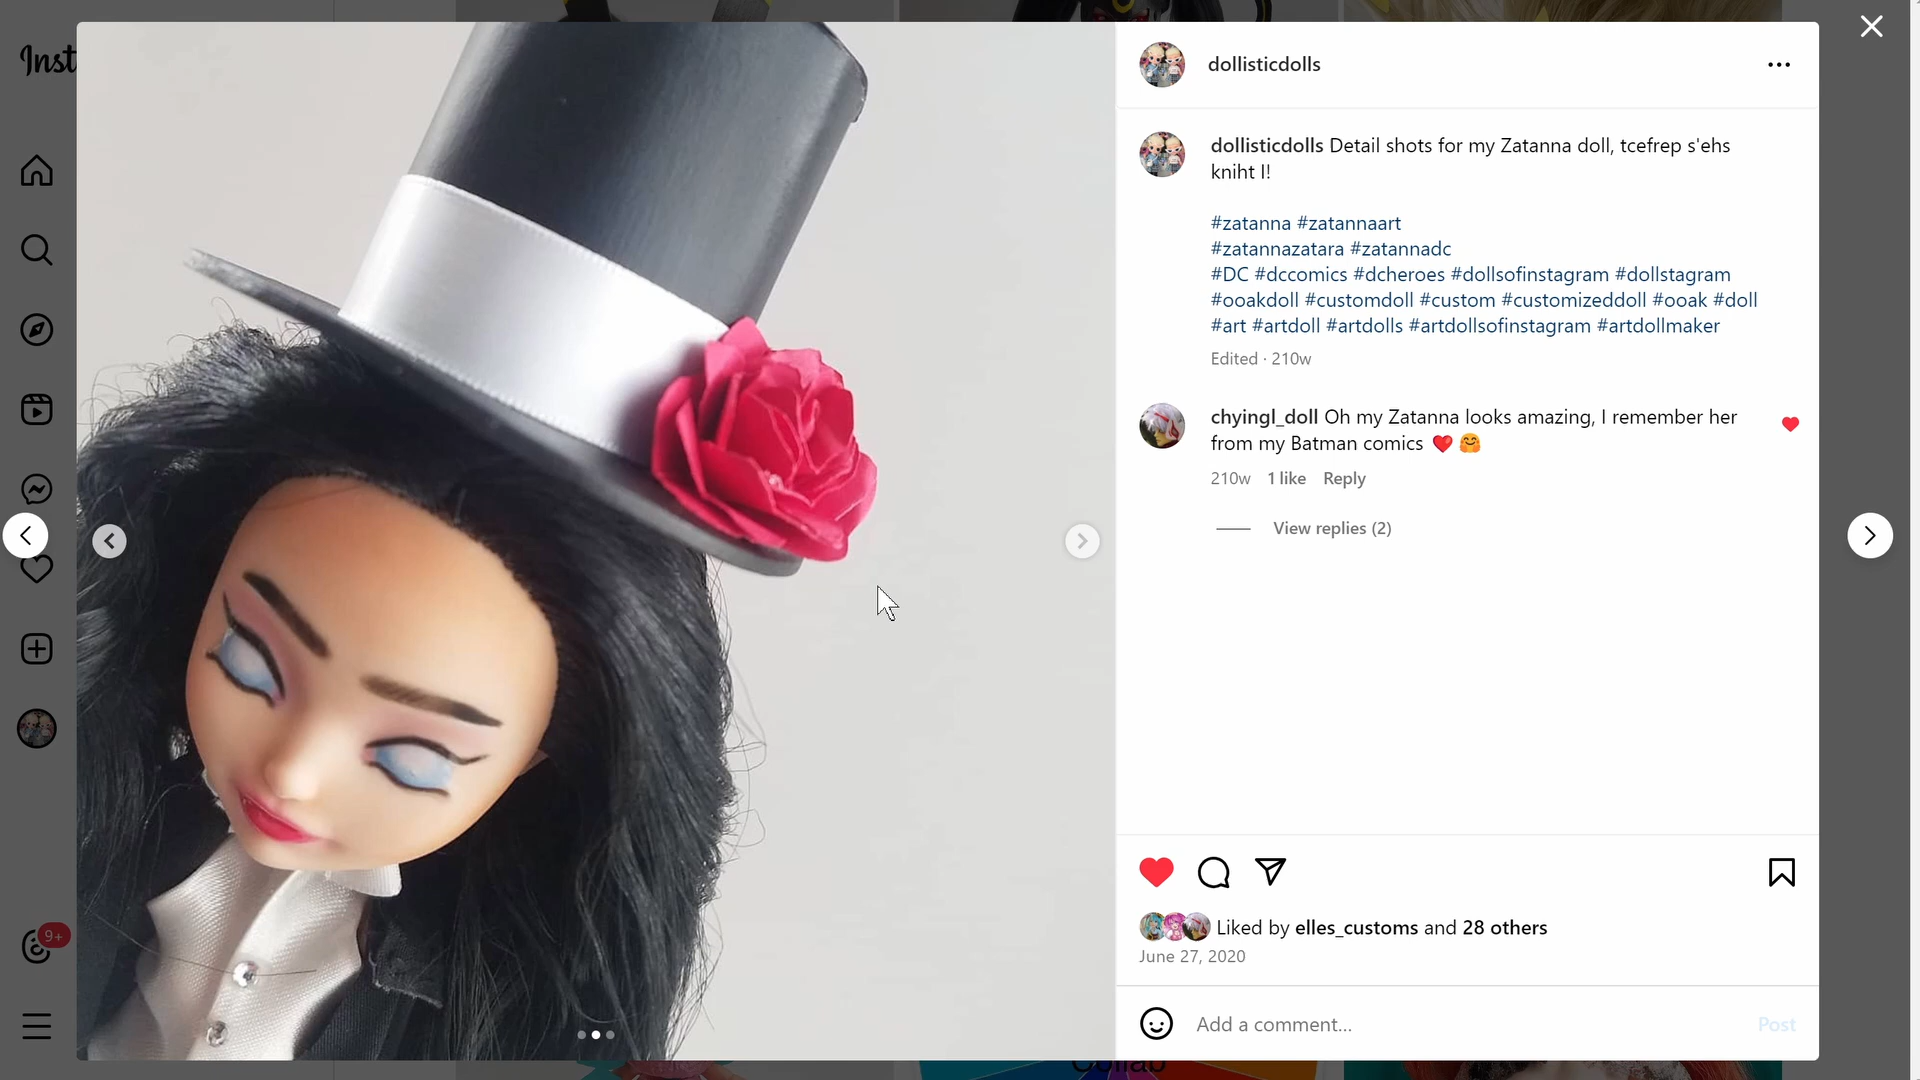 Inst
dollisticdolls
dollisticdolls Detail shots for my Zatanna doll, tcefrep s'ehs
kniht I!
#zatanna #zatannaart
#zatannazatara #zatannadc
#DC #dccomics #dcheroes #dollsofinstagram #dollstagram
#ooakdoll #customdoll #custom #customizeddoll #ooak #doll
#art #artdoll #artdolls #artdollsofinstagram #artdollmaker
Edited · 210w
chyingl_doll Oh my Zatanna looks amazing, I remember her
from my Batman comics ❤️ 🤗
210w 1 like Reply
View replies (2)
9+
Liked by elles_customs and 28 others
June 27, 2020
Add a comment...
Post
Collab